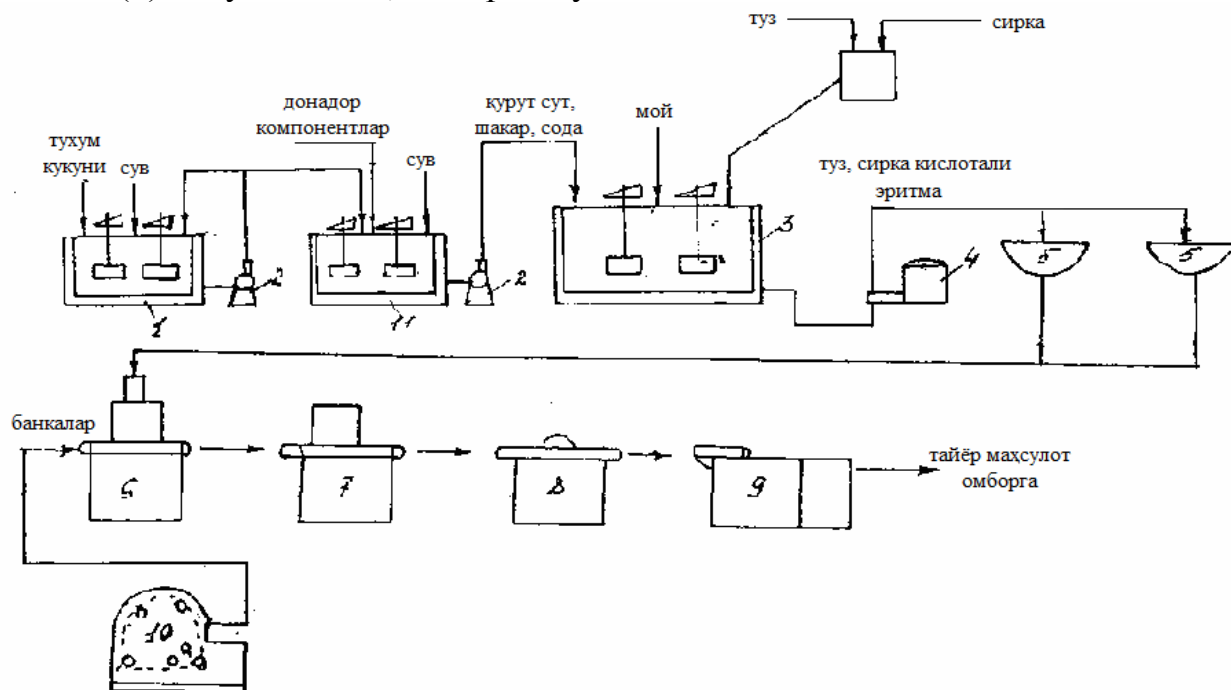 туз
сирка
донадор
компонентлар
қурут сут,
шакар, сода
мой
тухум
кукуни
сув
сув
туз, сирка кислотали
эритма
1
2
11
2
3
4
5
5
банкалар
6
7
8
9
тайёр маҳсулот
омборга
10